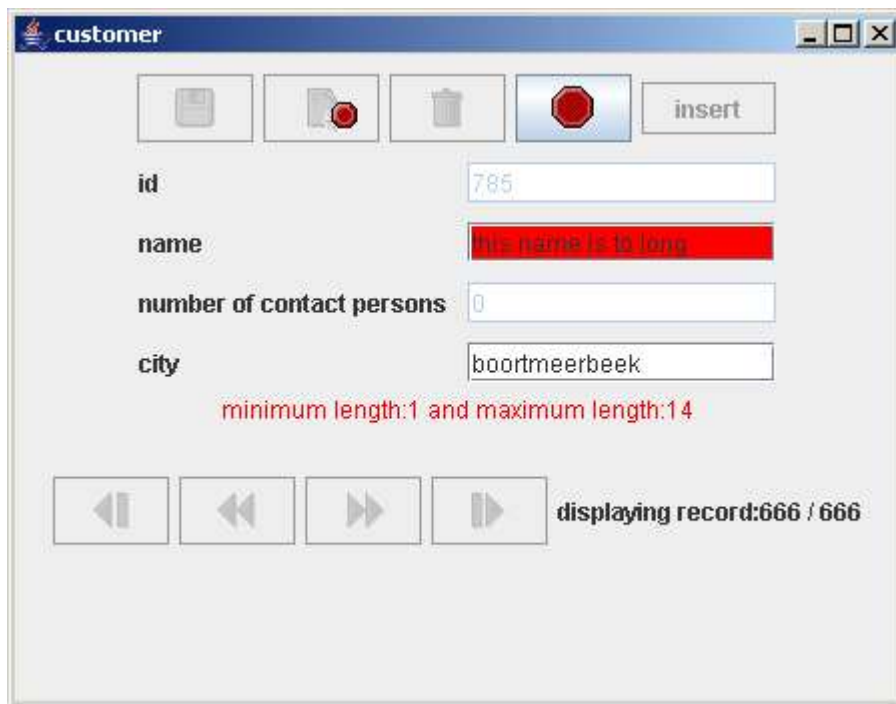 customer
insert
id 785
name this name is to long
number of contact persons 0
city boortmeerbeek
minimum length:1 and maximum length:14
displaying record:666 / 666